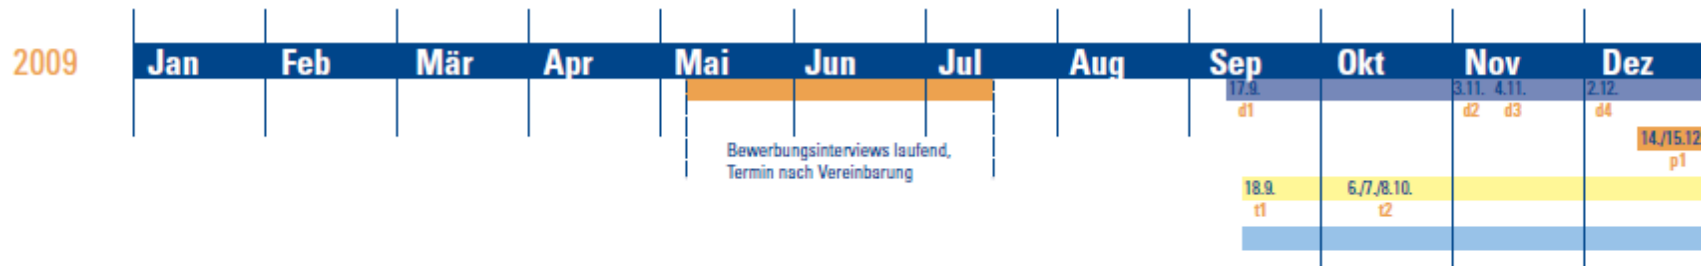 2009 Jan Feb Mär Apr Mai Jun Jul Aug Sep Okt Nov Dez
17.9. 3.11. 4.11. 2.12.
d1 d2 d3 d4
14./15.12
Bewerbungsinterviews laufend,
p1
Termin nach Vereinbarung
18.9. 6./7./8.10.
t1 t2